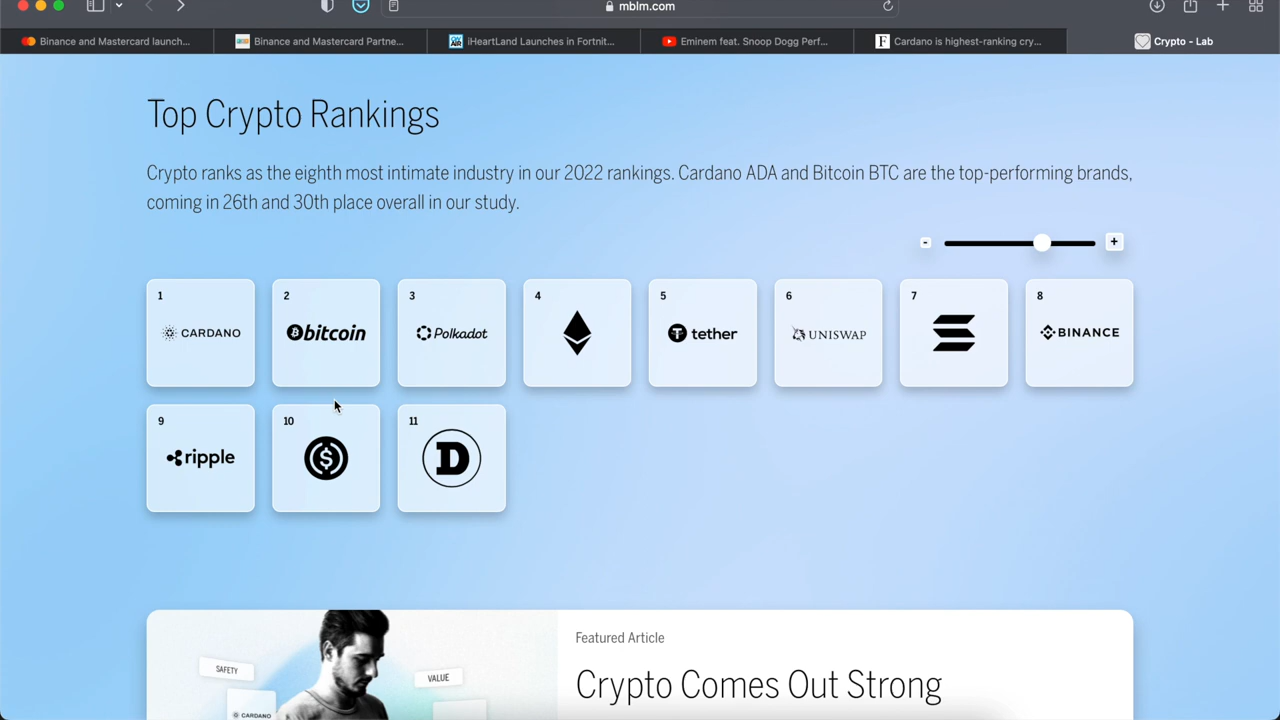 mblm.com
Binance and Mastercard launch...
Binance and Mastercard Partne...
iHeartLand Launches in Fortnit...
Eminem feat. Snoop Dogg Perf...
F
Cardano is highest-ranking cry...
Crypto - Lab
Top Crypto Rankings
Crypto ranks as the eighth most intimate industry in our 2022 rankings. Cardano ADA and Bitcoin BTC are the top-performing brands,
coming in 26th and 30th place overall in our study.
- +
1
CARDANO
2
bitcoin
3
Polkadot
4
5
tether
6
UNISWAP
7
8
BINANCE
9
ripple
10
$
11
D
SAFETY
VALUE
CARDANO
Featured Article
Crypto Comes Out Strong